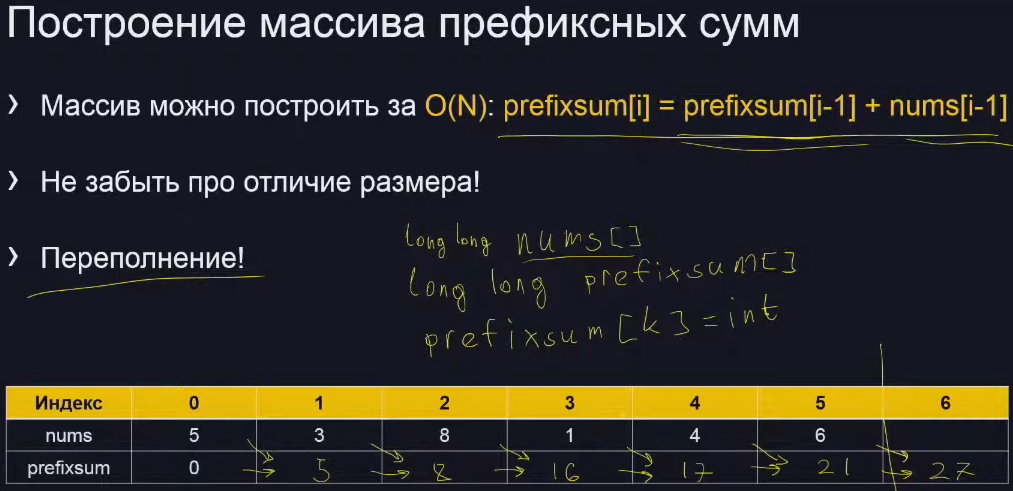 Построение массива префиксных сумм
› Массив можно построить за O(N): prefixsum[i] = prefixsum[i-1] + nums[i-1]
› Не забыть про отличие размера!
› Переполнение!
long long nums[]
long long prefixsum[]
prefixsum[k]=int
Индекс 0 1 2 3 4 5 6
nums 5 3 8 1 4 6
prefixsum 0 5 8 16 17 21 27